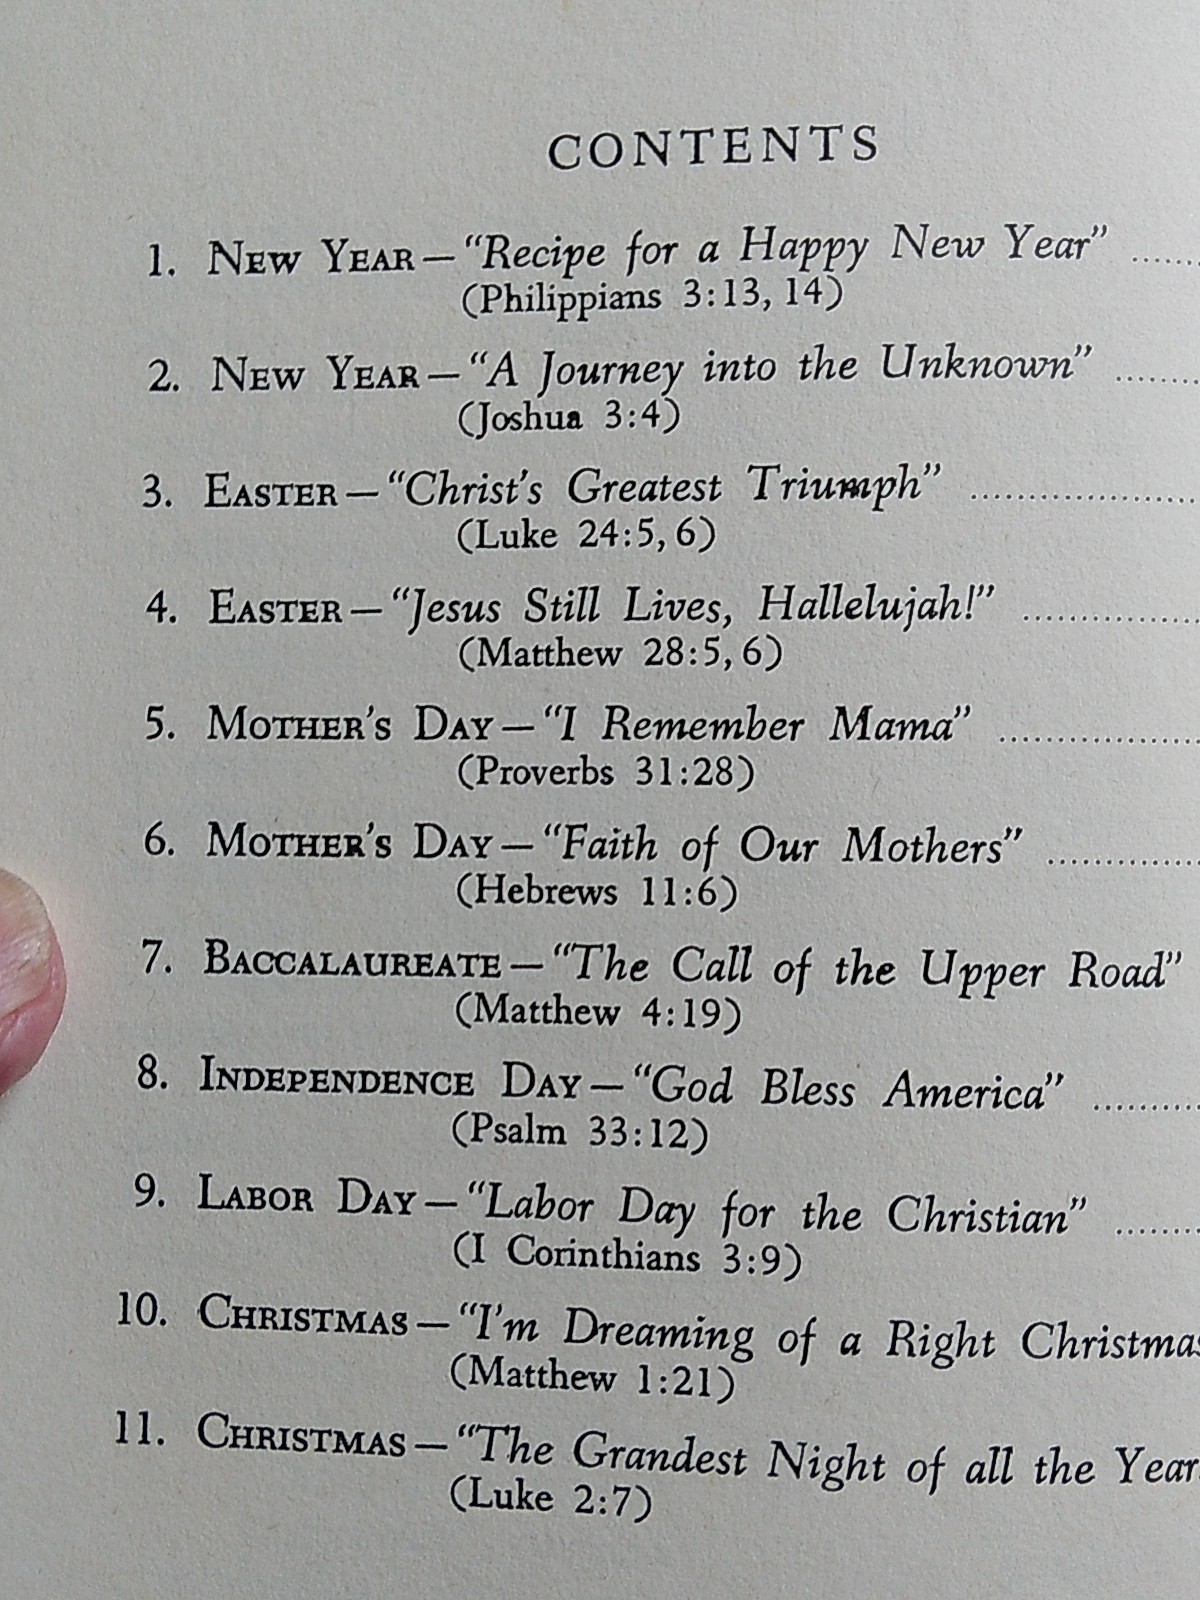 CONTENTS
1. NEW YEAR—“Recipe for a Happy New Year” ......
(Philippians 3:13, 14)
2. NEW YEAR—“A Journey into the Unknown” ........
(Joshua 3:4)
3. EASTER—“Christ’s Greatest Triumph” ......................
(Luke 24:5, 6)
4. EASTER—“Jesus Still Lives, Hallelujah!” .................
(Matthew 28:5, 6)
5. MOTHER’S DAY—“I Remember Mama” ...................
(Proverbs 31:28)
6. MOTHER’S DAY—“Faith of Our Mothers” ..............
(Hebrews 11:6)
7. BACCALAUREATE—“The Call of the Upper Road”
(Matthew 4:19)
8. INDEPENDENCE DAY—“God Bless America” ..........
(Psalm 33:12)
9. LABOR DAY—“Labor Day for the Christian” ........
(I Corinthians 3:9)
10. CHRISTMAS—“I’m Dreaming of a Right Christmas
(Matthew 1:21)
11. CHRISTMAS—“The Grandest Night of all the Year
(Luke 2:7)